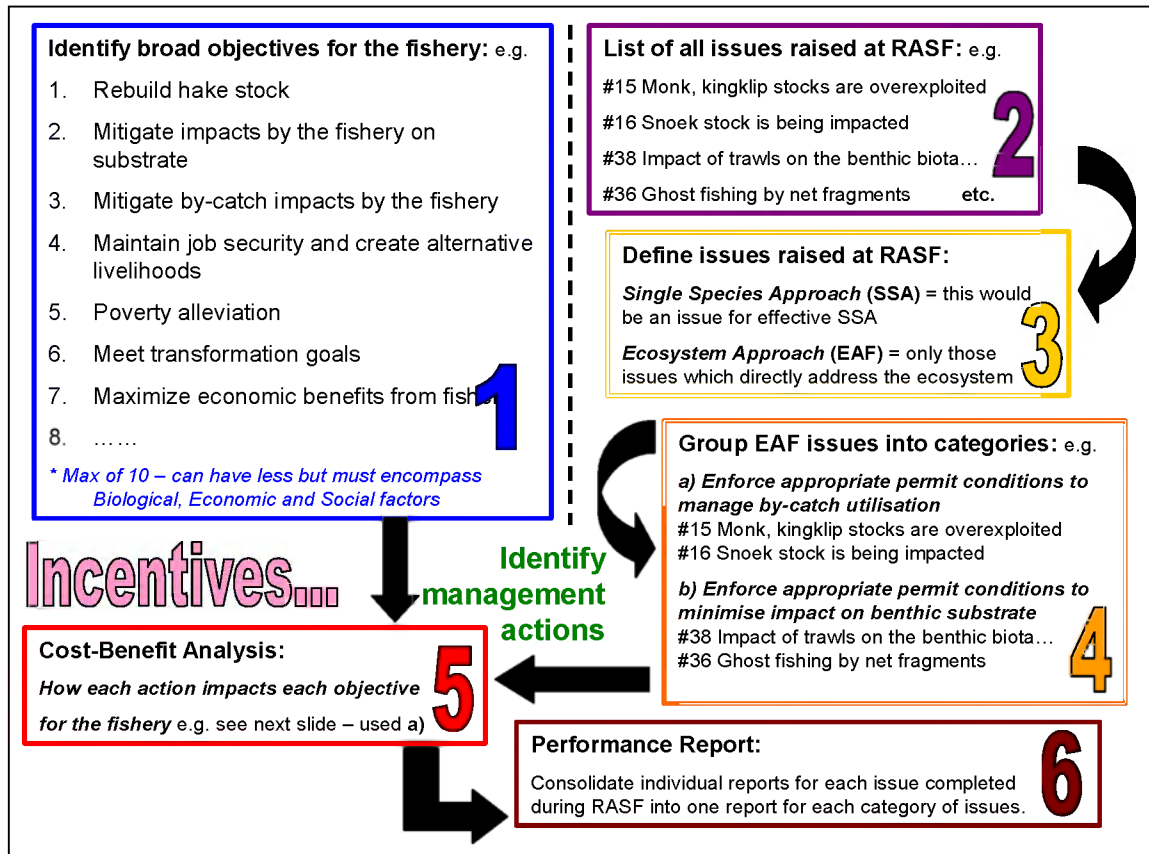 Identify broad objectives for the fishery: e.g.
1. Rebuild hake stock
2. Mitigate impacts by the fishery on
substrate
3. Mitigate by-catch impacts by the fishery
4. Maintain job security and create alternative
livelihoods
5. Poverty alleviation
6. Meet transformation goals
7. Maximize economic benefits from
8. ……
* Max of 10 – can have less but must encompass
Biological, Economic and Social factors
1
List of all issues raised at RASF: e.g.
#15 Monk, kingklip stocks are overexploited
#16 Snoek stock is being impacted
#38 Impact of trawls on the benthic biota…
#36 Ghost fishing by net fragments etc.
2
Define issues raised at RASF:
Single Species Approach (SSA) = this would
be an issue for effective SSA
Ecosystem Approach (EAF) = only those
issues which directly address the ecosystem
3
Group EAF issues into categories: e.g.
a) Enforce appropriate permit conditions to
manage by-catch utilisation
#15 Monk, kingklip stocks are overexploited
#16 Snoek stock is being impacted
b) Enforce appropriate permit conditions to
minimise impact on benthic substrate
#38 Impact of trawls on the benthic biota…
#36 Ghost fishing by net fragments
4
Incentives...
Identify
management
actions
Cost-Benefit Analysis:
How each action impacts each objective
for the fishery e.g. see next slide – used a)
5
Performance Report:
Consolidate individual reports for each issue completed
during RASF into one report for each category of issues.
6